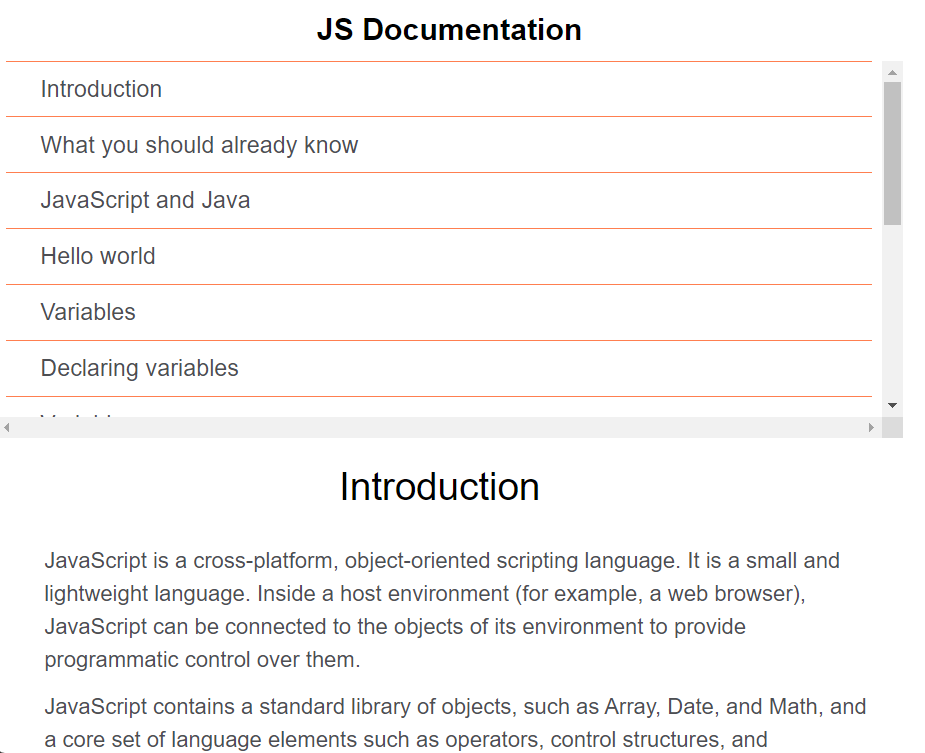 JS Documentation
Introduction
What you should already know
JavaScript and Java
Hello world
Variables
Declaring variables
Introduction
JavaScript is a cross-platform, object-oriented scripting language. It is a small and
lightweight language. Inside a host environment (for example, a web browser),
JavaScript can be connected to the objects of its environment to provide
programmatic control over them.
JavaScript contains a standard library of objects, such as Array, Date, and Math, and
a core set of language elements such as operators, control structures, and